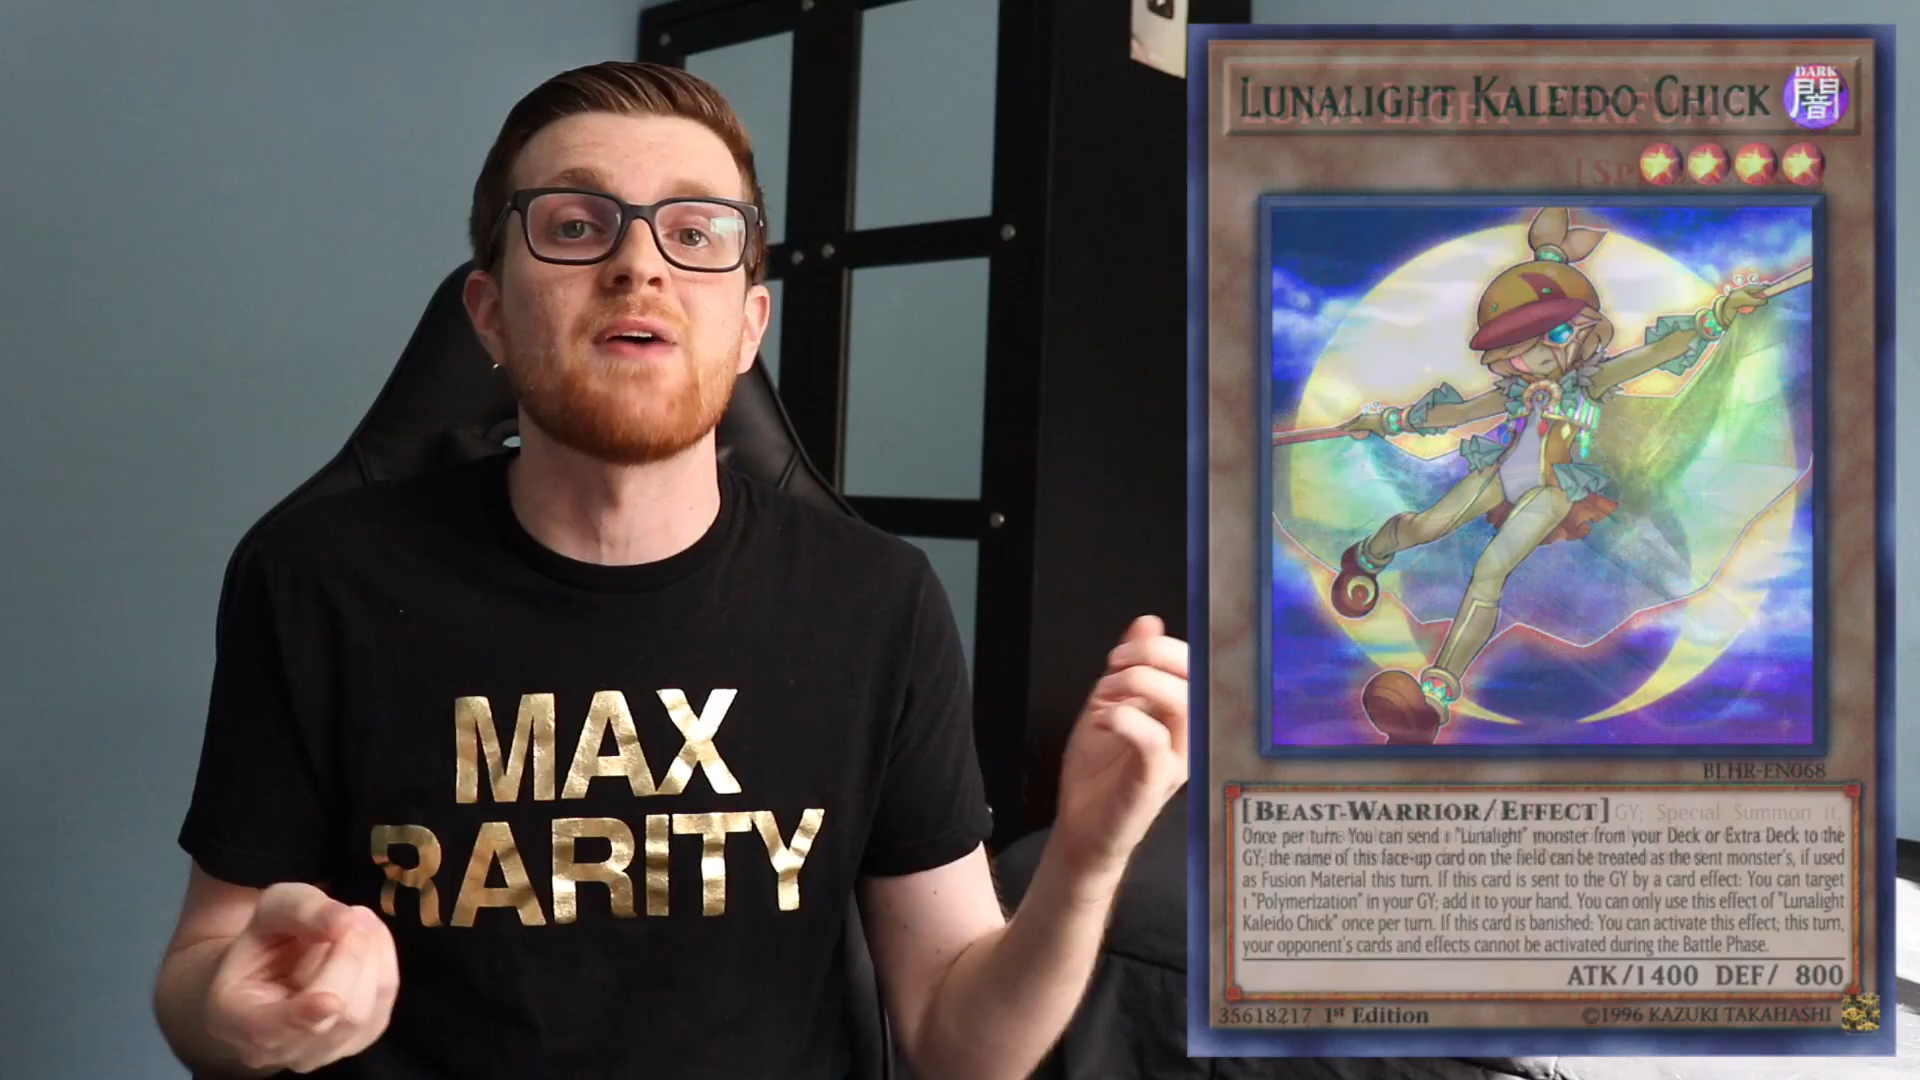 MAX
RARITY
LUNALIGHT KALEIDO CHICK
DARK
闇
BLHR-EN068
[BEAST-WARRIOR/EFFECT] GY; Special Summon it.
Once per turn: You can send 1 "Lunalight" monster from your Deck or Extra Deck to the
GY; the name of this face-up card on the field can be treated as the sent monster's, if used
as Fusion Material this turn. If this card is sent to the GY by a card effect: You can target
1 "Polymerization" in your GY; add it to your hand. You can only use this effect of "Lunalight
Kaleido Chick" once per turn. If this card is banished: You can activate this effect; this turn,
your opponent's cards and effects cannot be activated during the Battle Phase.
ATK/1400 DEF/ 800
35618217 1st Edition
©1996 KAZUKI TAKAHASHI